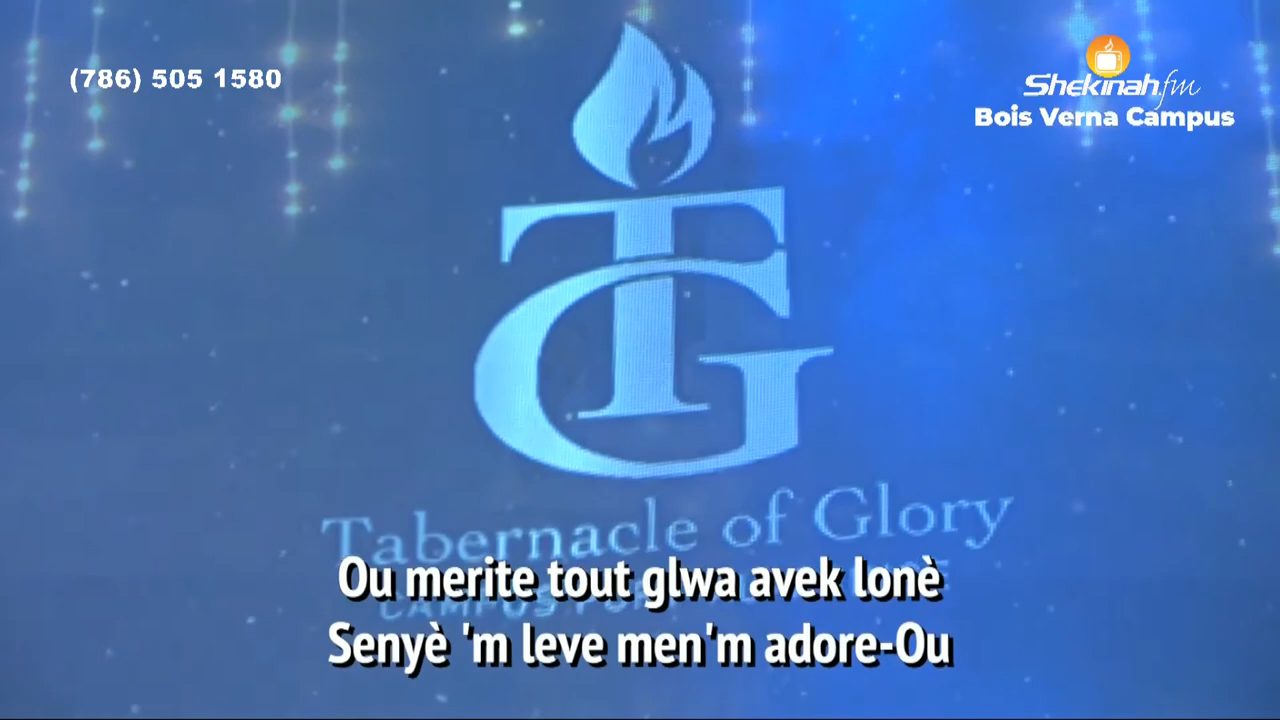 (786) 505 1580
Shekinah.fm
Bois Verna Campus
TG
Tabernacle of Glory
CAMPUS
Ou merite tout glwa avek lonè
Senyè 'm leve men'm adore-Ou